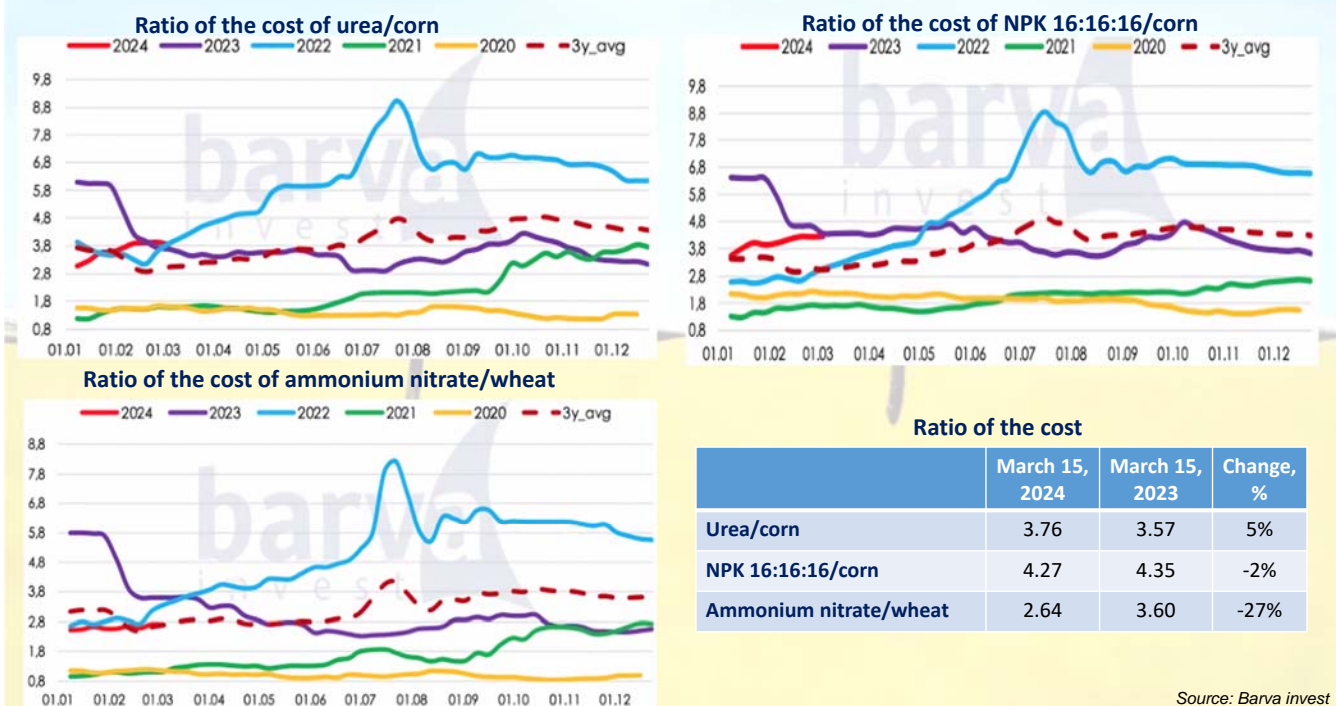 Ratio of the cost of urea/corn
2024 2023 2022 2021 2020 3y_avg
9,8
8,8
7,8
6,8
5,8
4,8
3,8
2,8
1,8
0,8
01.01 01.02 01.03 01.04 01.05 01.06 01.07 01.08 01.09 01.10 01.11 01.12
barva
invest
Ratio of the cost of NPK 16:16:16/corn
2024 2023 2022 2021 2020 3y_avg
9,8
8,8
7,8
6,8
5,8
4,8
3,8
2,8
1,8
0,8
01.01 01.02 01.03 01.04 01.05 01.06 01.07 01.08 01.09 01.10 01.11 01.12
barva
invest
Ratio of the cost of ammonium nitrate/wheat
2024 2023 2022 2021 2020 3y_avg
8,8
7,8
6,8
5,8
4,8
3,8
2,8
1,8
0,8
01.01 01.02 01.03 01.04 01.05 01.06 01.07 01.08 01.09 01.10 01.11 01.12
barva
invest
Ratio of the cost
March 15, 2024 March 15, 2023 Change, %
Urea/corn 3.76 3.57 5%
NPK 16:16:16/corn 4.27 4.35 -2%
Ammonium nitrate/wheat 2.64 3.60 -27%
Source: Barva invest